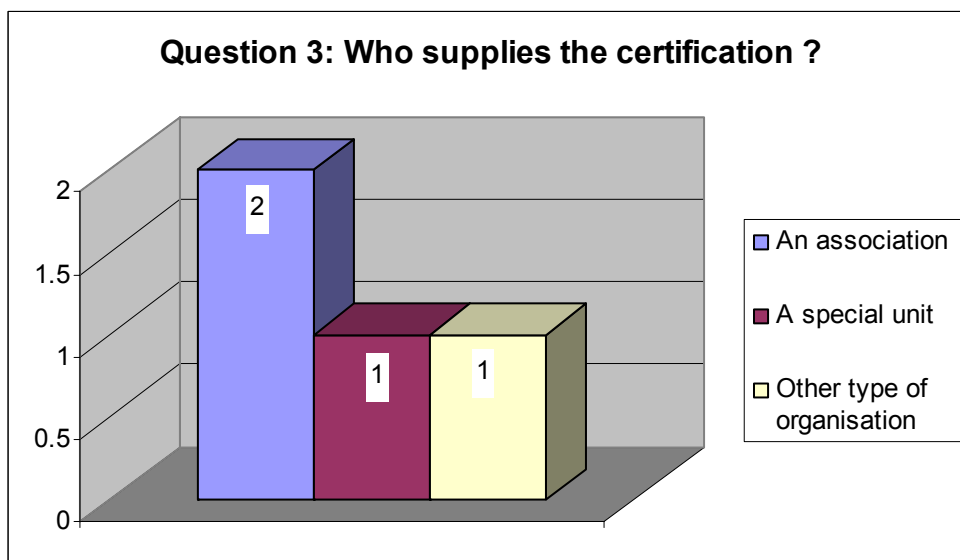 Question 3: Who supplies the certification ?
2
1.5
1
0.5
0
2
1
1
An association
A special unit
Other type of
organisation